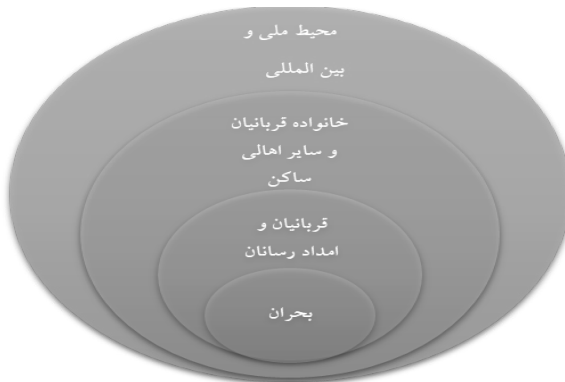 محیط ملی و
بین المللی
خانواده قربانیان
و سایر اهالی
ساکن
قربانیان و
امداد رسانان
بحران